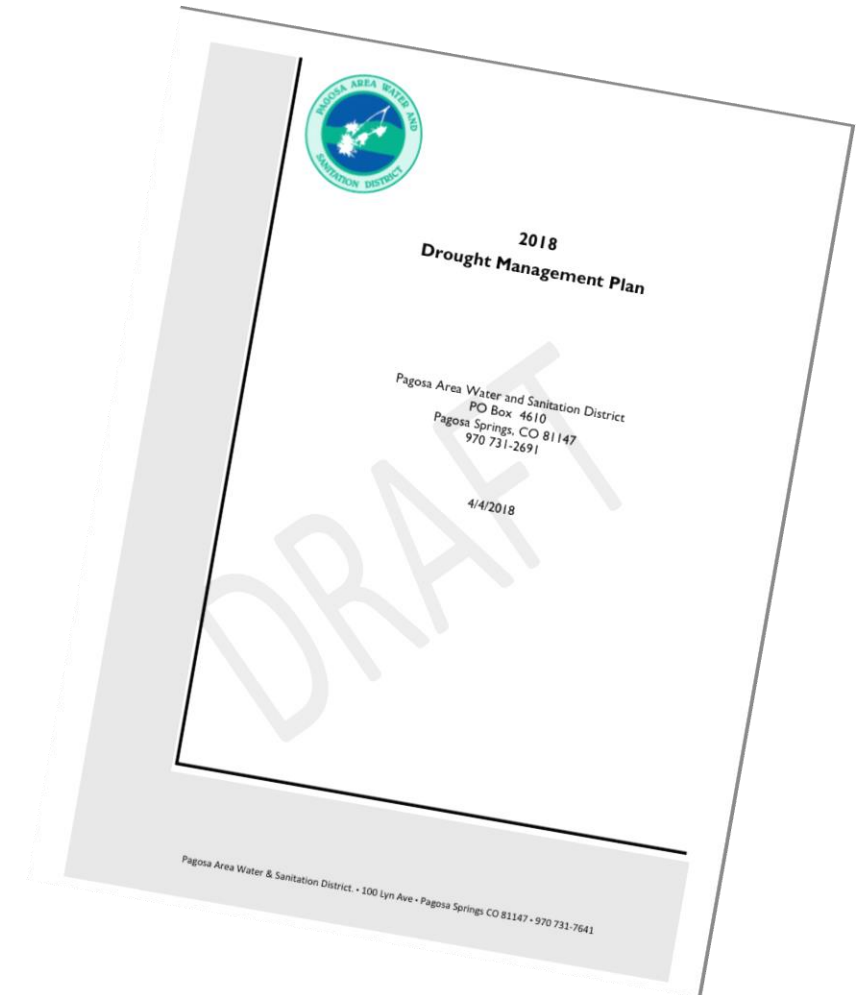 PAGOSA AREA WATER AND
SANITATION DISTRICT
2018
Drought Management Plan
Pagosa Area Water and Sanitation District
PO Box 4610
Pagosa Springs, CO 81147
970 731-2691
4/4/2018
DRAFT
Pagosa Area Water & Sanitation District. • 100 Lyn Ave • Pagosa Springs CO 81147 • 970 731-7641